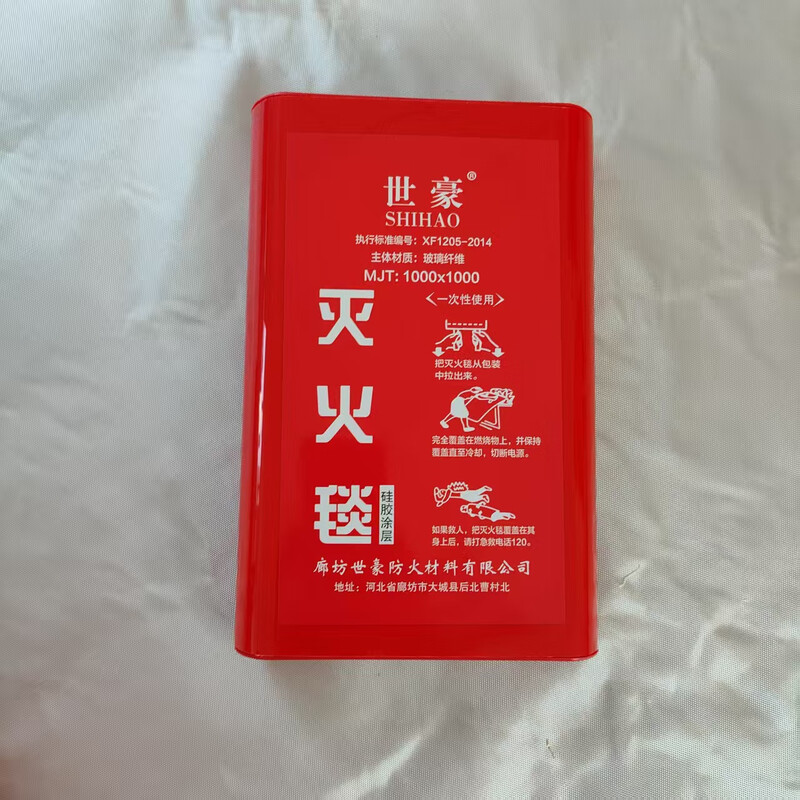 世豪®
SHIHAO
执行标准编号：XF1205-2014
主体材质：玻璃纤维
MJT: 1000x1000
灭火毯
硅胶涂层
<一次性使用>
把灭火毯从包装
中拉出来。
完全覆盖在燃烧物上，并保持
覆盖直至冷却，切断电源。
如果救人，把灭火毯覆盖在其
身上后，请打急救电话120。
廊坊世豪防火材料有限公司
地址：河北省廊坊市大城县后北曹村北